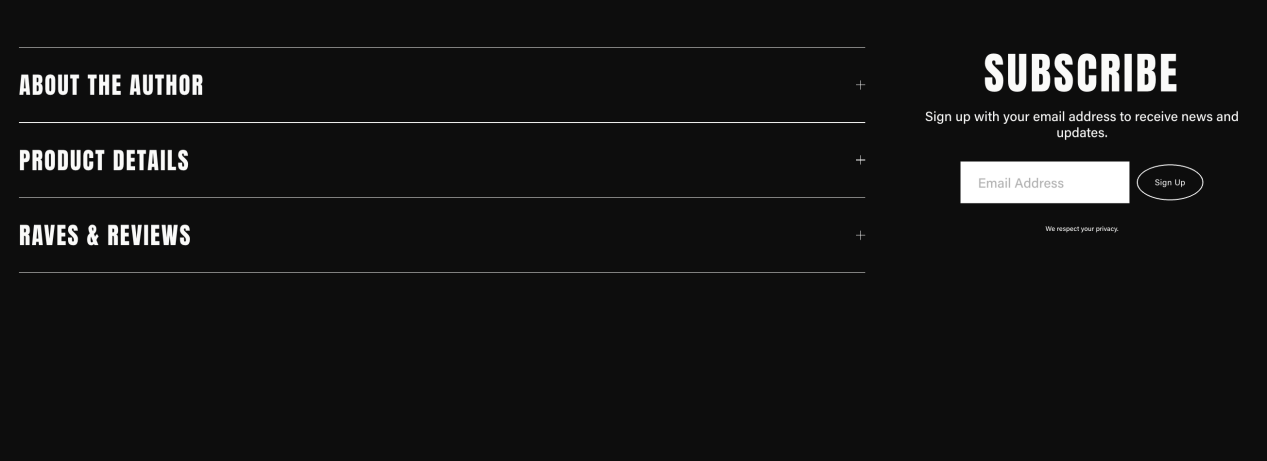 ABOUT THE AUTHOR
PRODUCT DETAILS
RAVES & REVIEWS
SUBSCRIBE
Sign up with your email address to receive news and
updates.
Email Address
Sign Up
We respect your privacy.